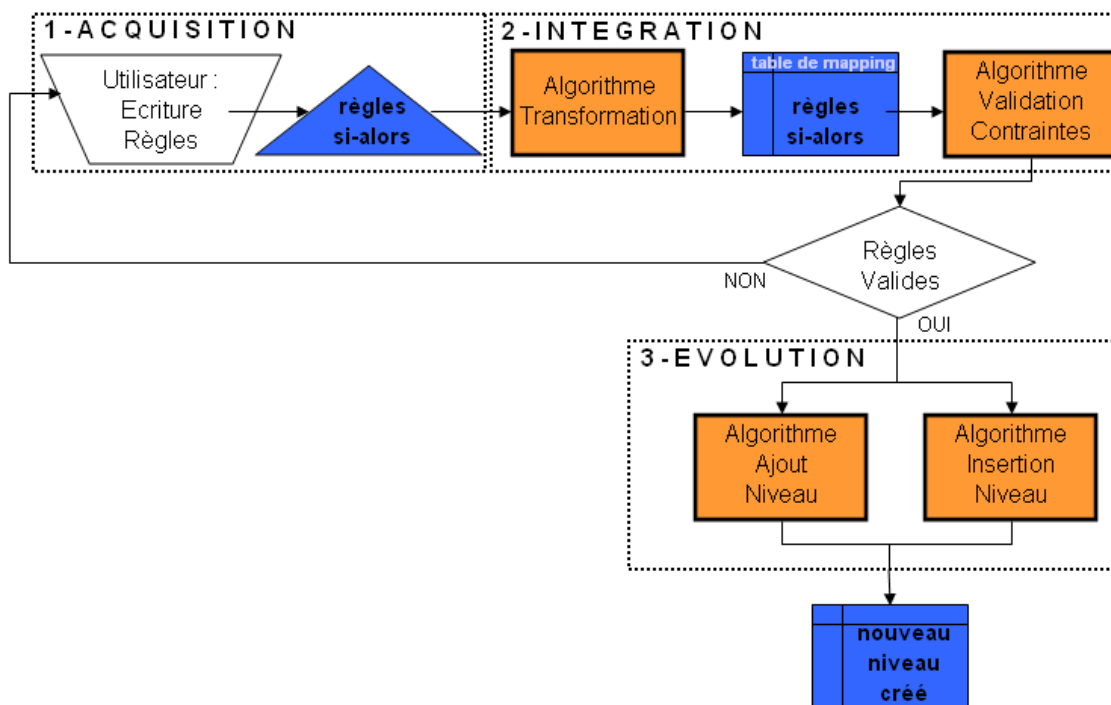 1-ACQUISITION
Utilisateur :
Ecriture
Règles
règles
si-alors
2-INTEGRATION
Algorithme
Transformation
table de mapping
règles
si-alors
Algorithme
Validation
Contraintes
Règles
Valides
NON
OUI
3-EVOLUTION
Algorithme
Ajout
Niveau
Algorithme
Insertion
Niveau
nouveau
niveau
créé